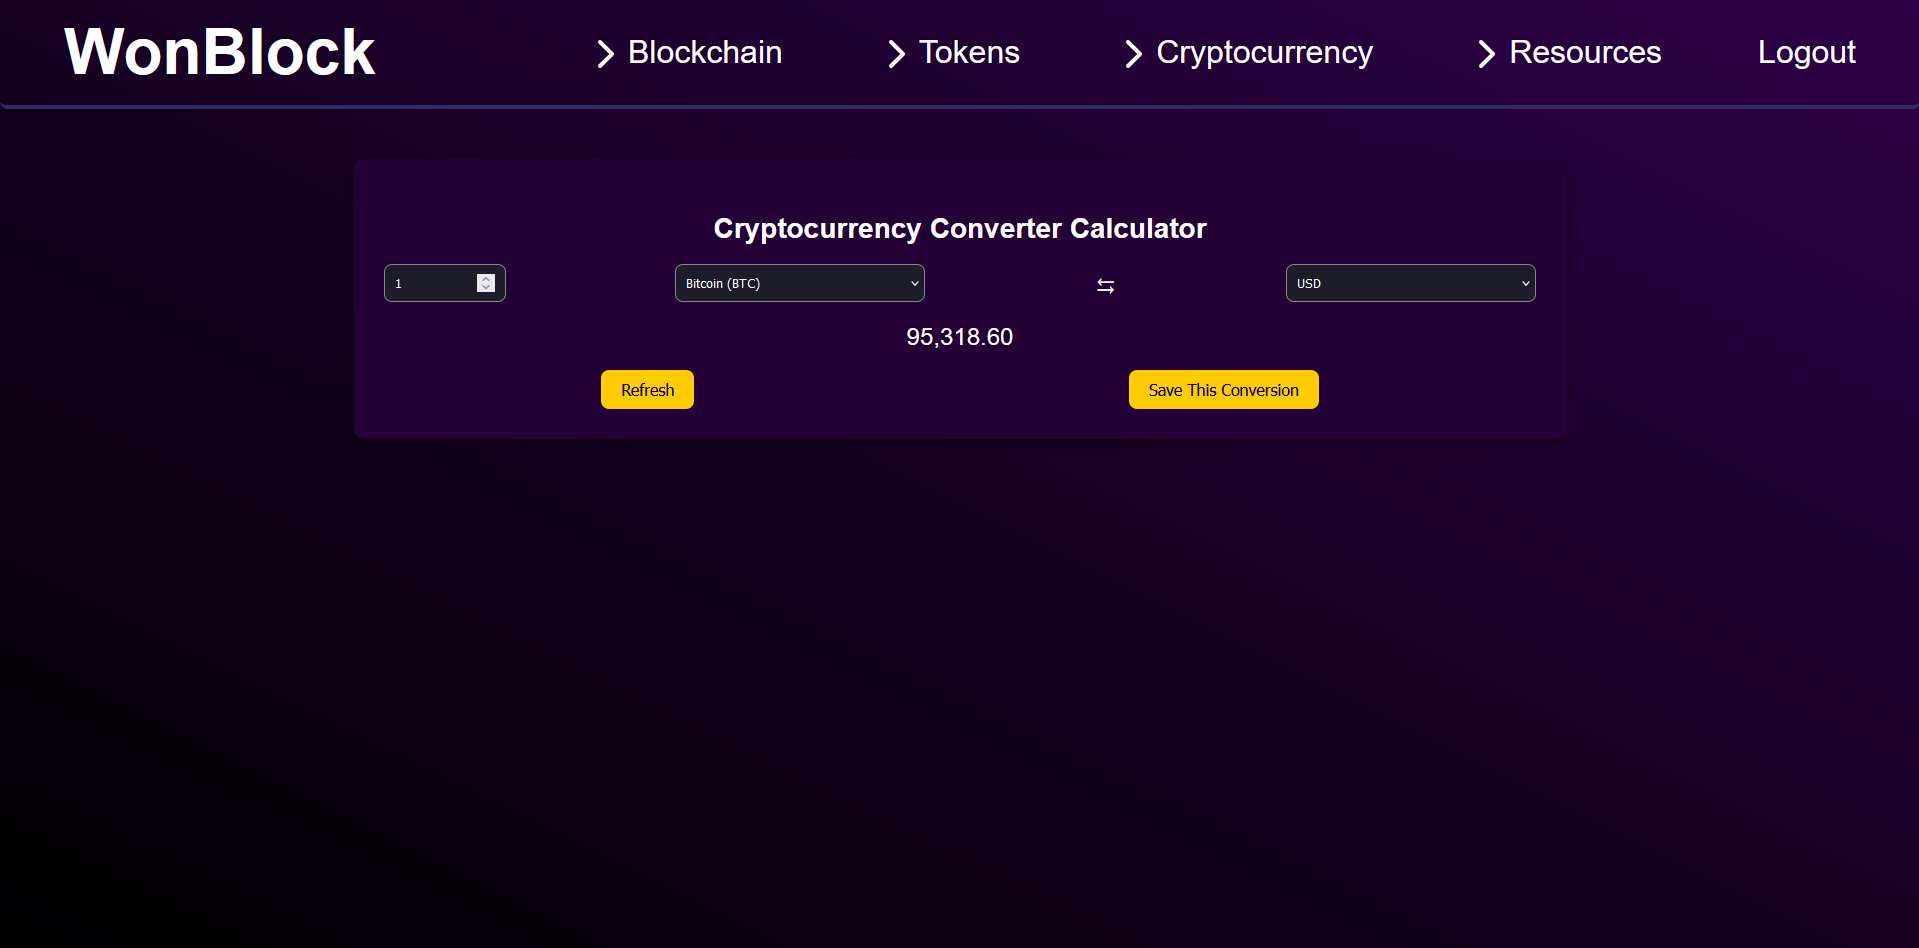 WonBlock Blockchain Tokens Cryptocurrency Resources Logout
Cryptocurrency Converter Calculator
1 Bitcoin (BTC) USD
95,318.60
Refresh Save This Conversion